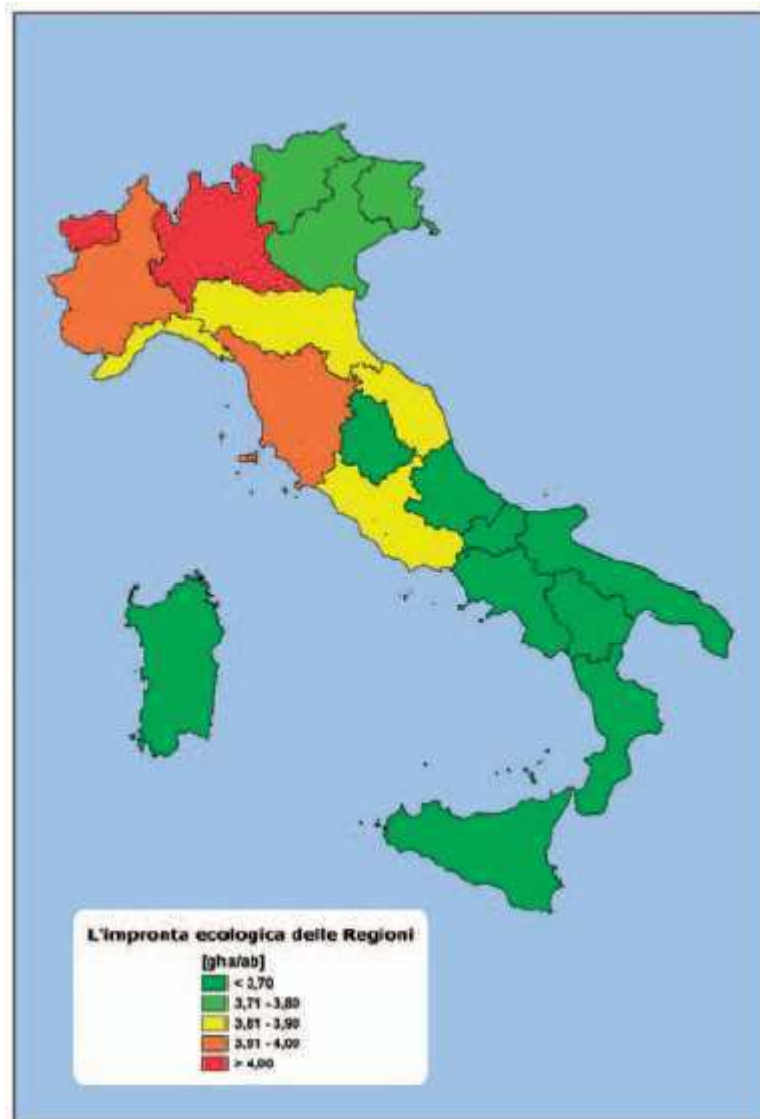 L'impronta ecologica delle Regioni
[gha/ab]
< 3,70
3,71 - 3,80
3,81 - 3,90
3,91 - 4,00
> 4,00